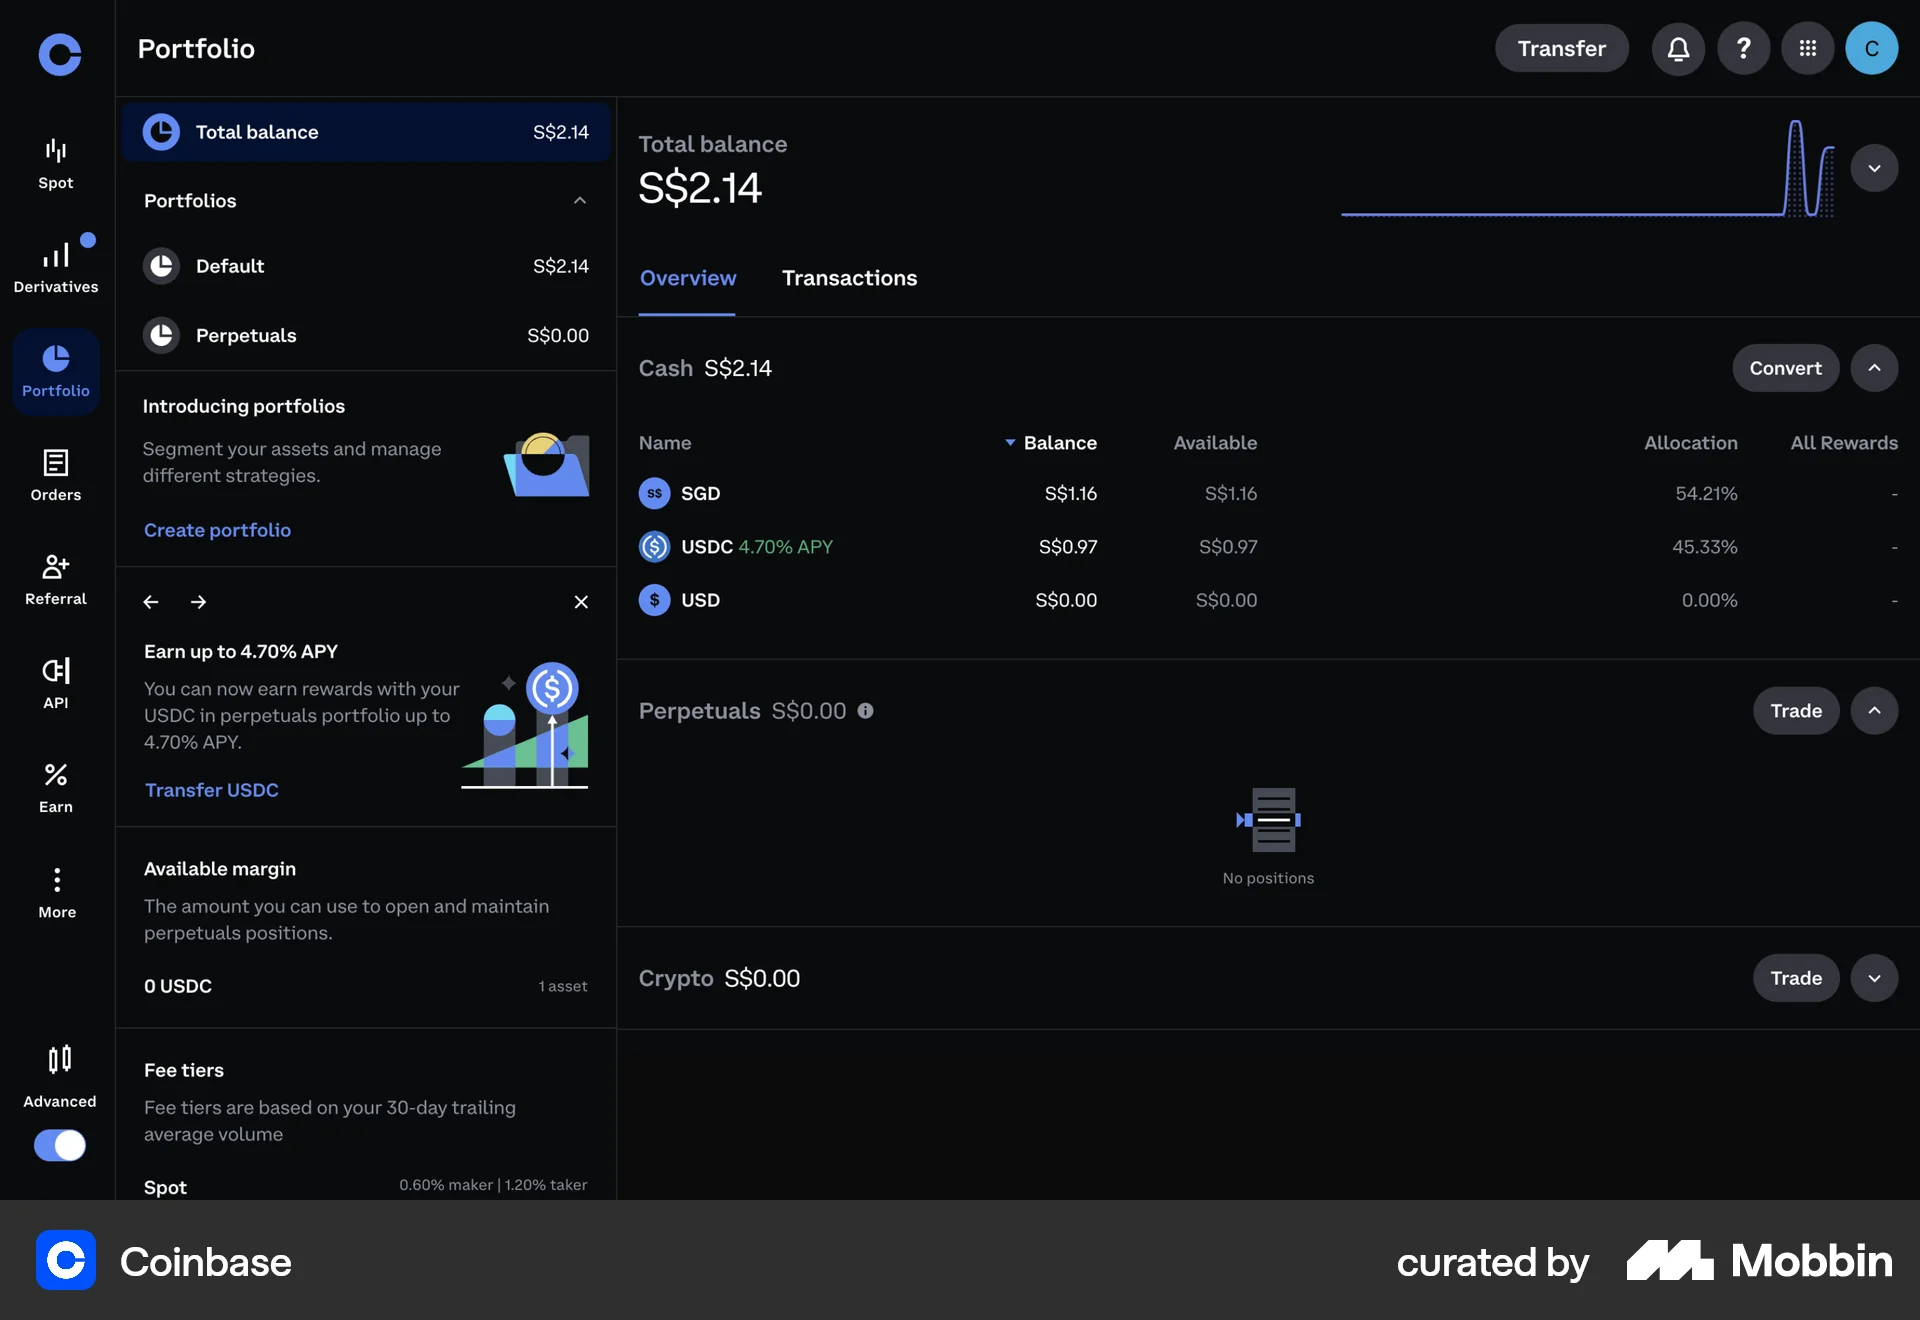 Portfolio
Transfer
?
C
Spot
Derivatives
Portfolio
Orders
Referral
API
Earn
More
Advanced
Total balance S$2.14
Portfolios
Default S$2.14
Perpetuals S$0.00
Introducing portfolios
Segment your assets and manage
different strategies.
Create portfolio
Earn up to 4.70% APY
You can now earn rewards with your
USDC in perpetuals portfolio up to
4.70% APY.
Transfer USDC
Available margin
The amount you can use to open and maintain
perpetuals positions.
0 USDC 1 asset
Fee tiers
Fee tiers are based on your 30-day trailing
average volume
Spot 0.60% maker | 1.20% taker
Total balance
S$2.14
Overview Transactions
Cash S$2.14 Convert
Name Balance Available Allocation All Rewards
S$ SGD S$1.16 S$1.16 54.21% -
$ USDC 4.70% APY S$0.97 S$0.97 45.33% -
$ USD S$0.00 S$0.00 0.00% -
Perpetuals S$0.00 Trade
No positions
Crypto S$0.00 Trade
Coinbase
curated by Mobbin